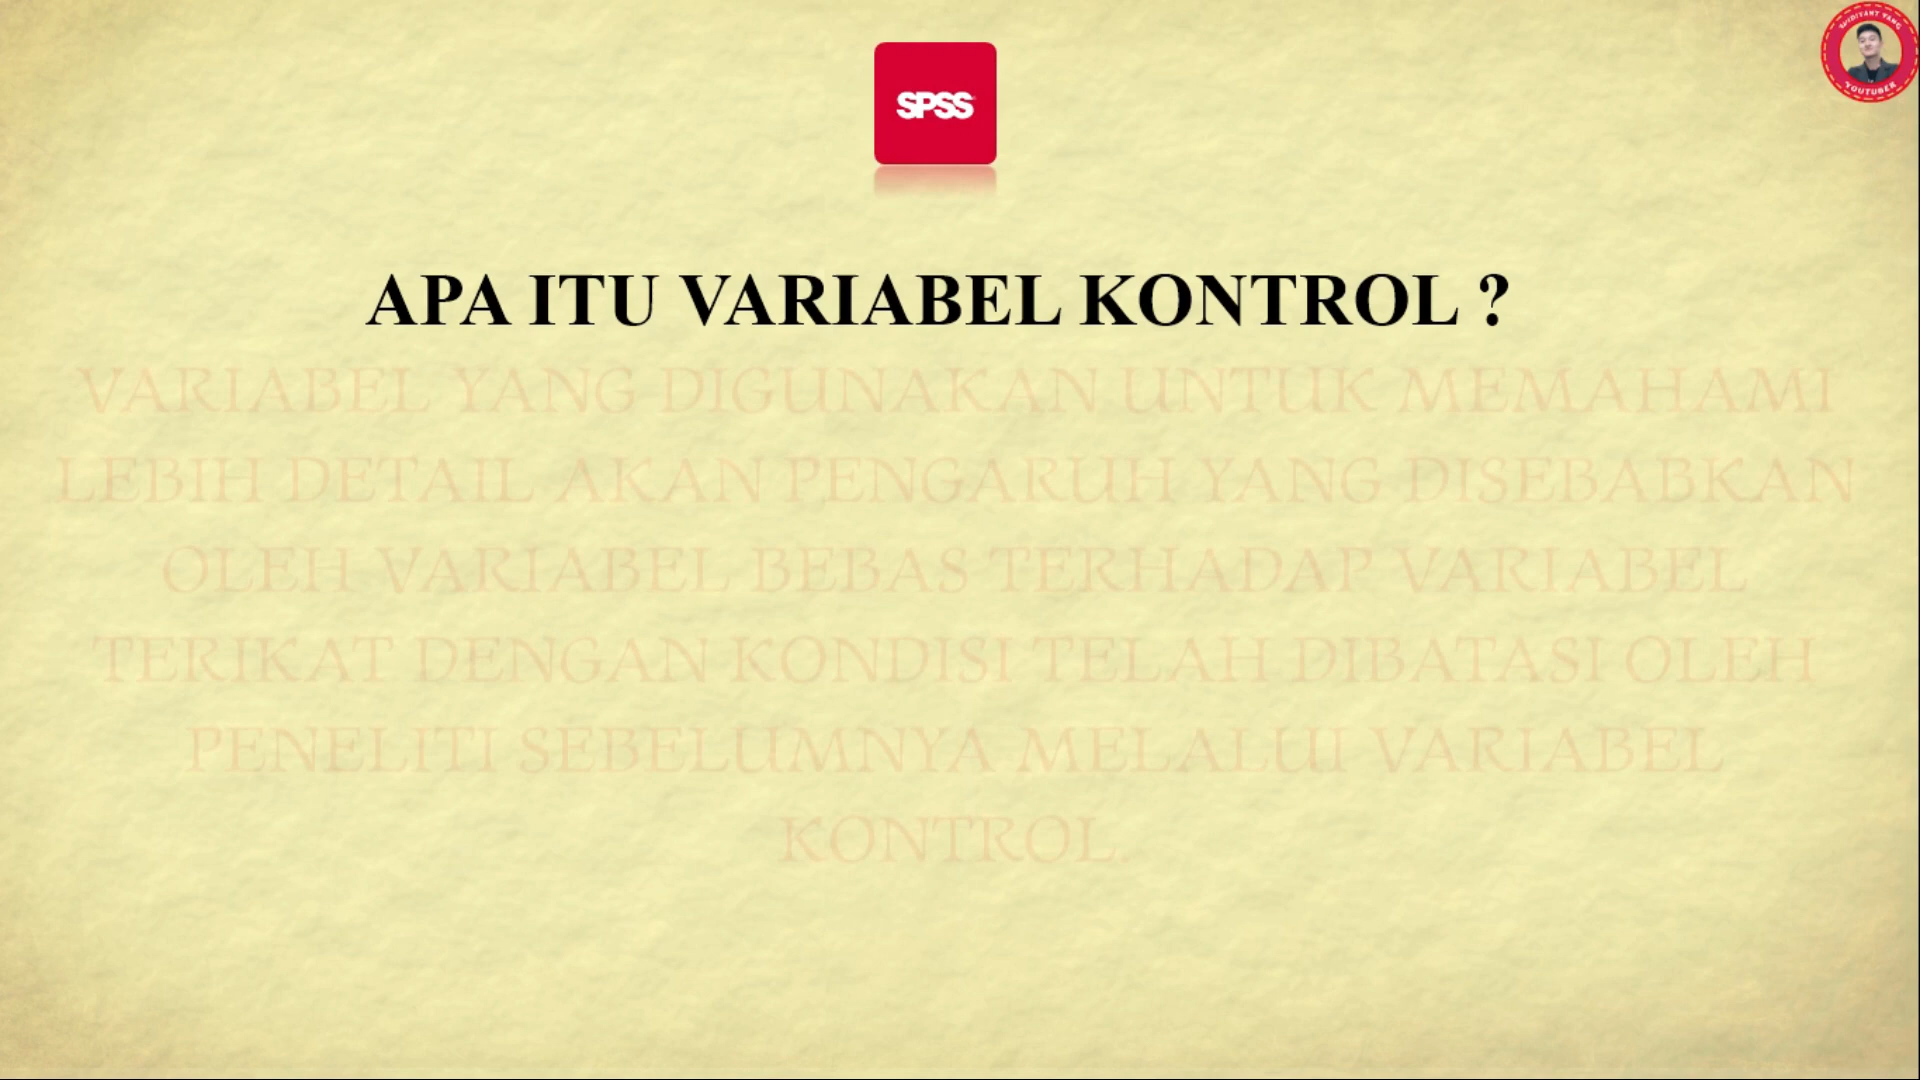 SPSS
APA ITU VARIABEL KONTROL ?
VARIABEL YANG DIGUNAKAN UNTUK MEMAHAMI
LEBIH DETAIL AKAN PENGARUH YANG DISEBABKAN
OLEH VARIABEL BEBAS TERHADAP VARIABEL
TERIKAT DENGAN KONDISI TELAH DIBATASI OLEH
PENELITI SEBELUMNYA MELALUI VARIABEL
KONTROL.
YOUTUBER